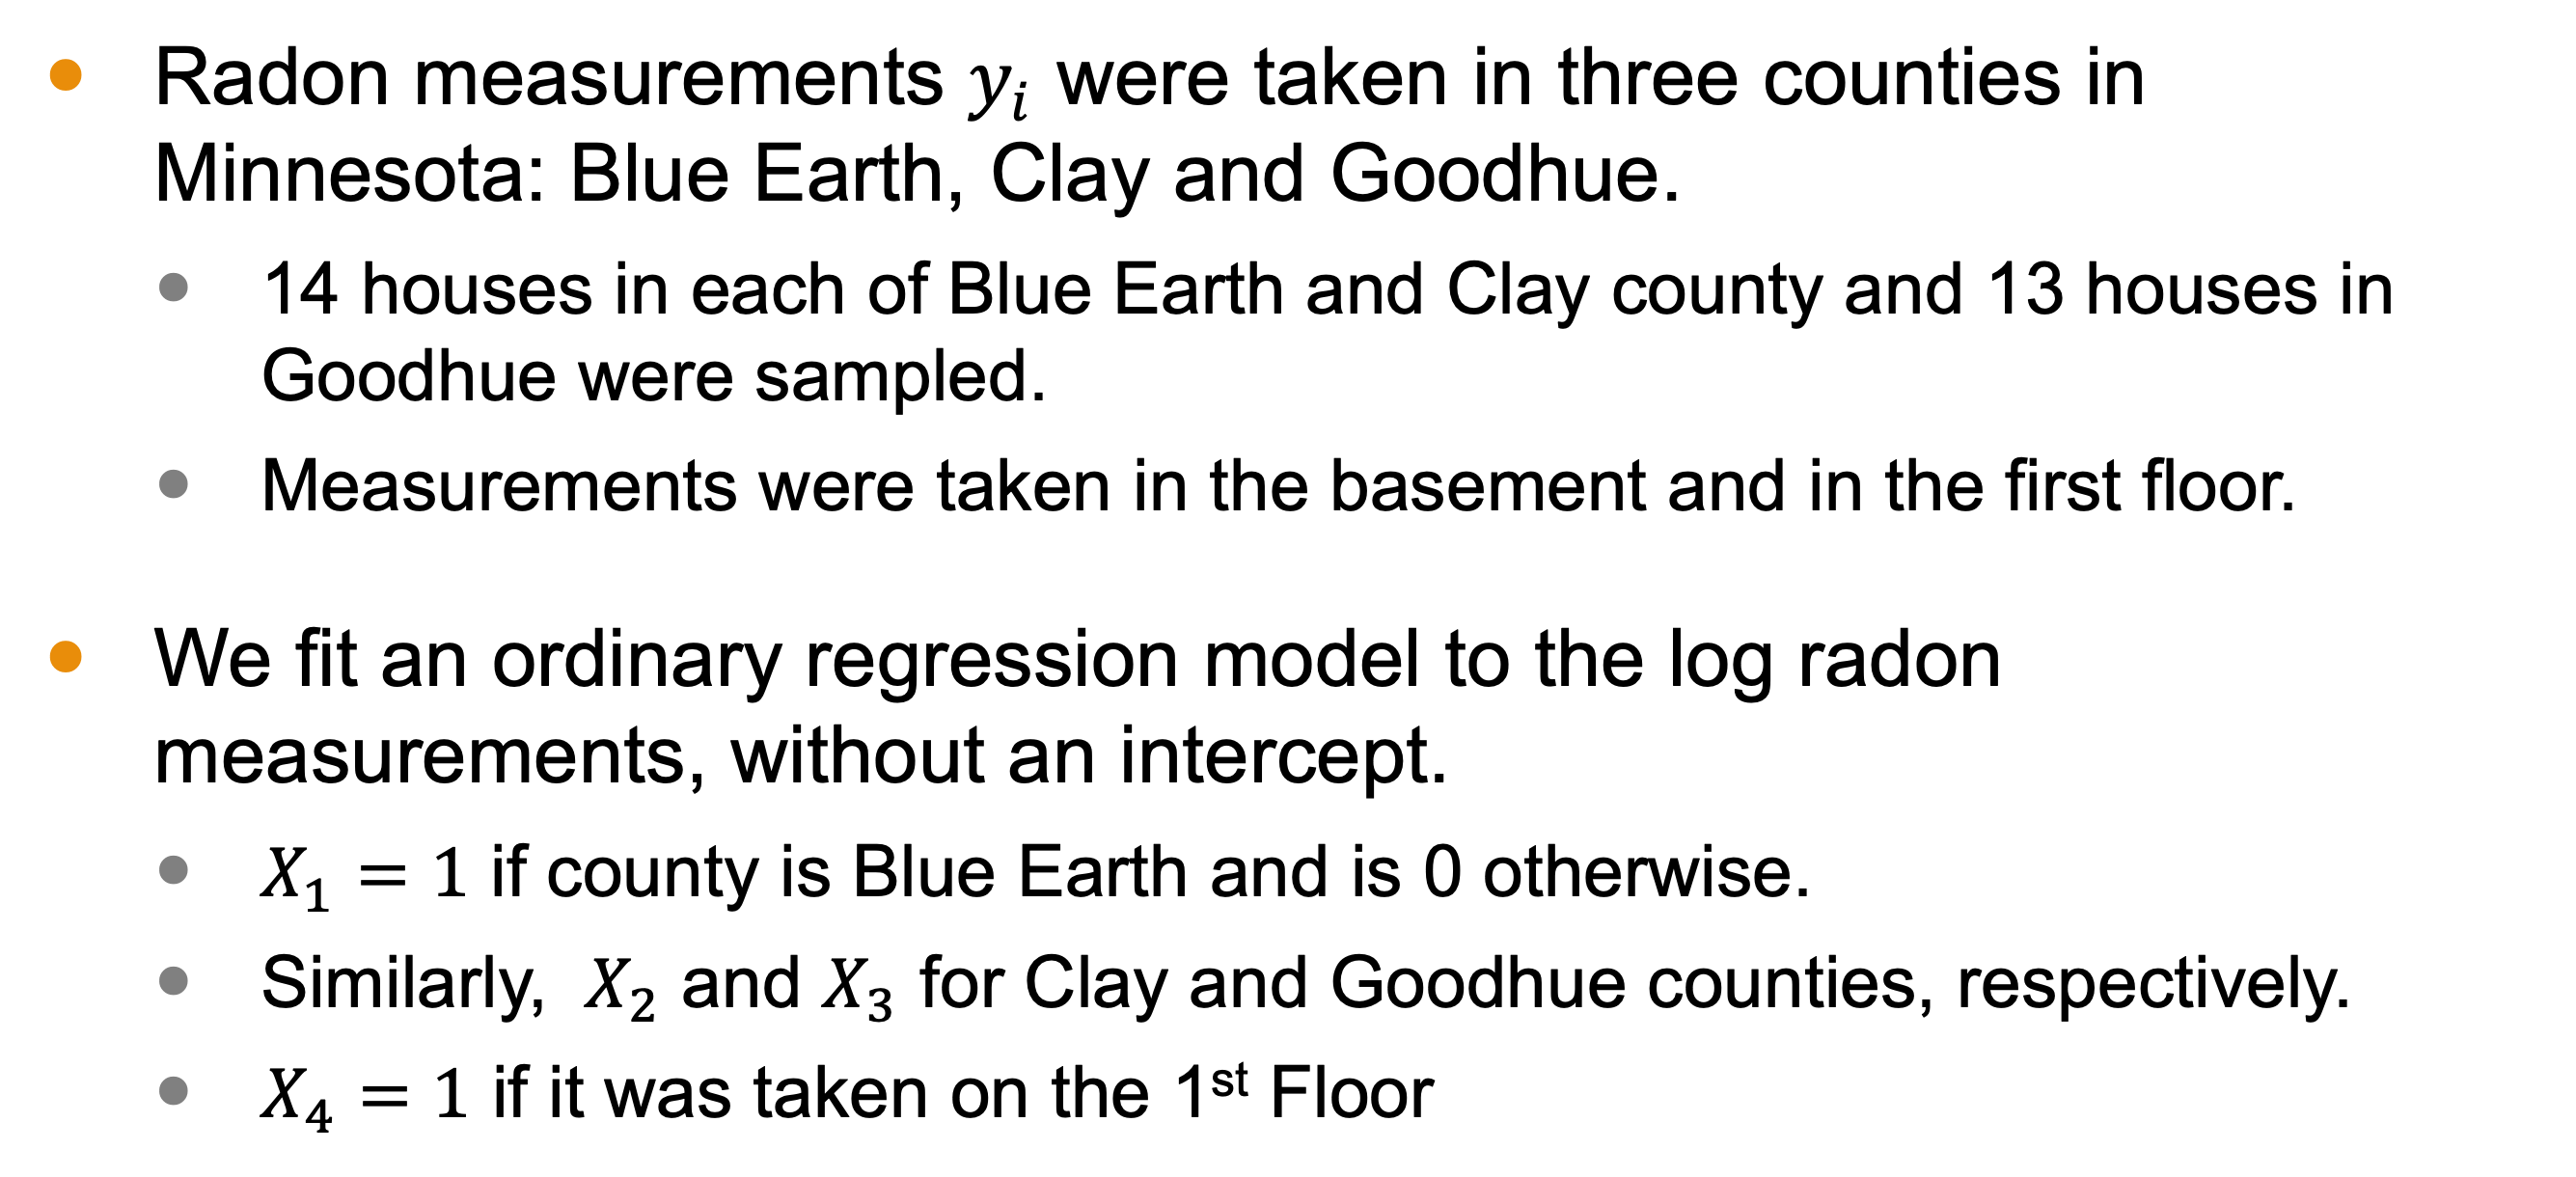 • Radon measurements yᵢ were taken in three counties in
Minnesota: Blue Earth, Clay and Goodhue.
• 14 houses in each of Blue Earth and Clay county and 13 houses in
Goodhue were sampled.
• Measurements were taken in the basement and in the first floor.
• We fit an ordinary regression model to the log radon
measurements, without an intercept.
• X₁ = 1 if county is Blue Earth and is 0 otherwise.
• Similarly, X₂ and X₃ for Clay and Goodhue counties, respectively.
• X₄ = 1 if it was taken on the 1ˢᵗ Floor